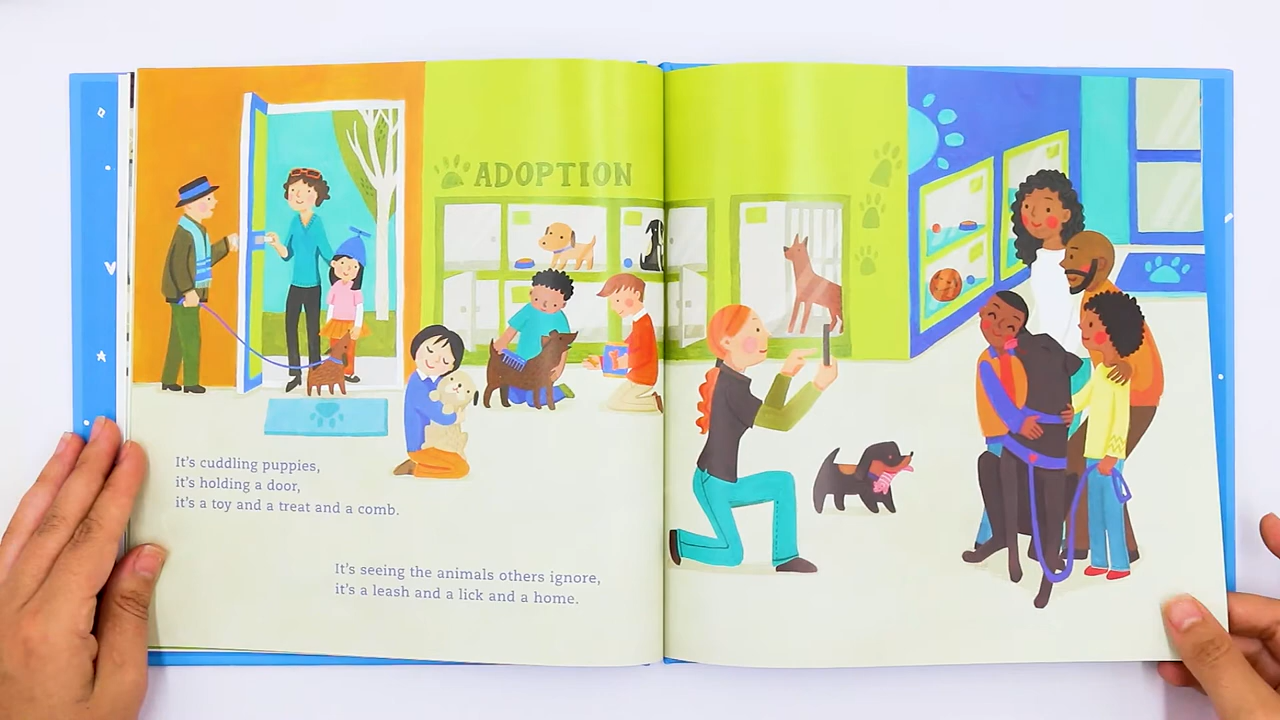 ADOPTION
It's cuddling puppies,
it's holding a door,
it's a toy and a treat and a comb.
It's seeing the animals others ignore,
it's a leash and a lick and a home.